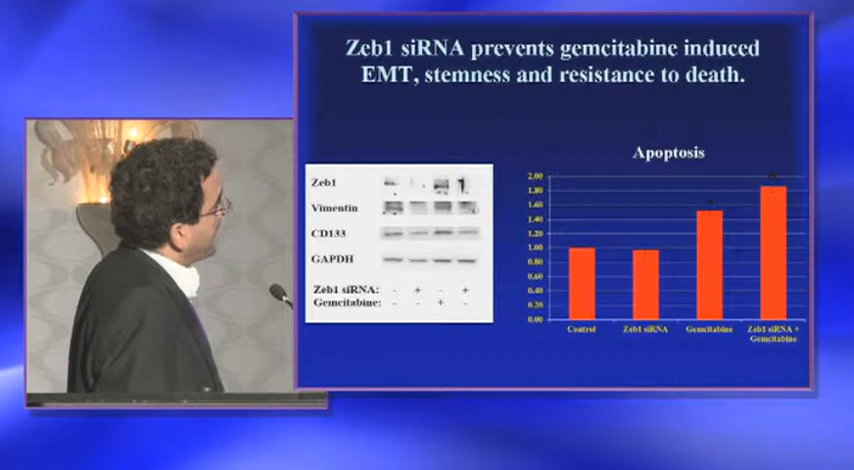 Zeb1 siRNA prevents gemcitabine induced
EMT, stemness and resistance to death.
Zeb1
Vimentin
CD133
GAPDH
Zeb1 siRNA: - + - +
Gemcitabine: - - + -
Apoptosis
2.00
1.80
1.60
1.40
1.20
1.00
0.80
0.60
0.40
0.20
0.00
Control
Zeb1 siRNA
Gemcitabine
Zeb1 siRNA +
Gemcitabine